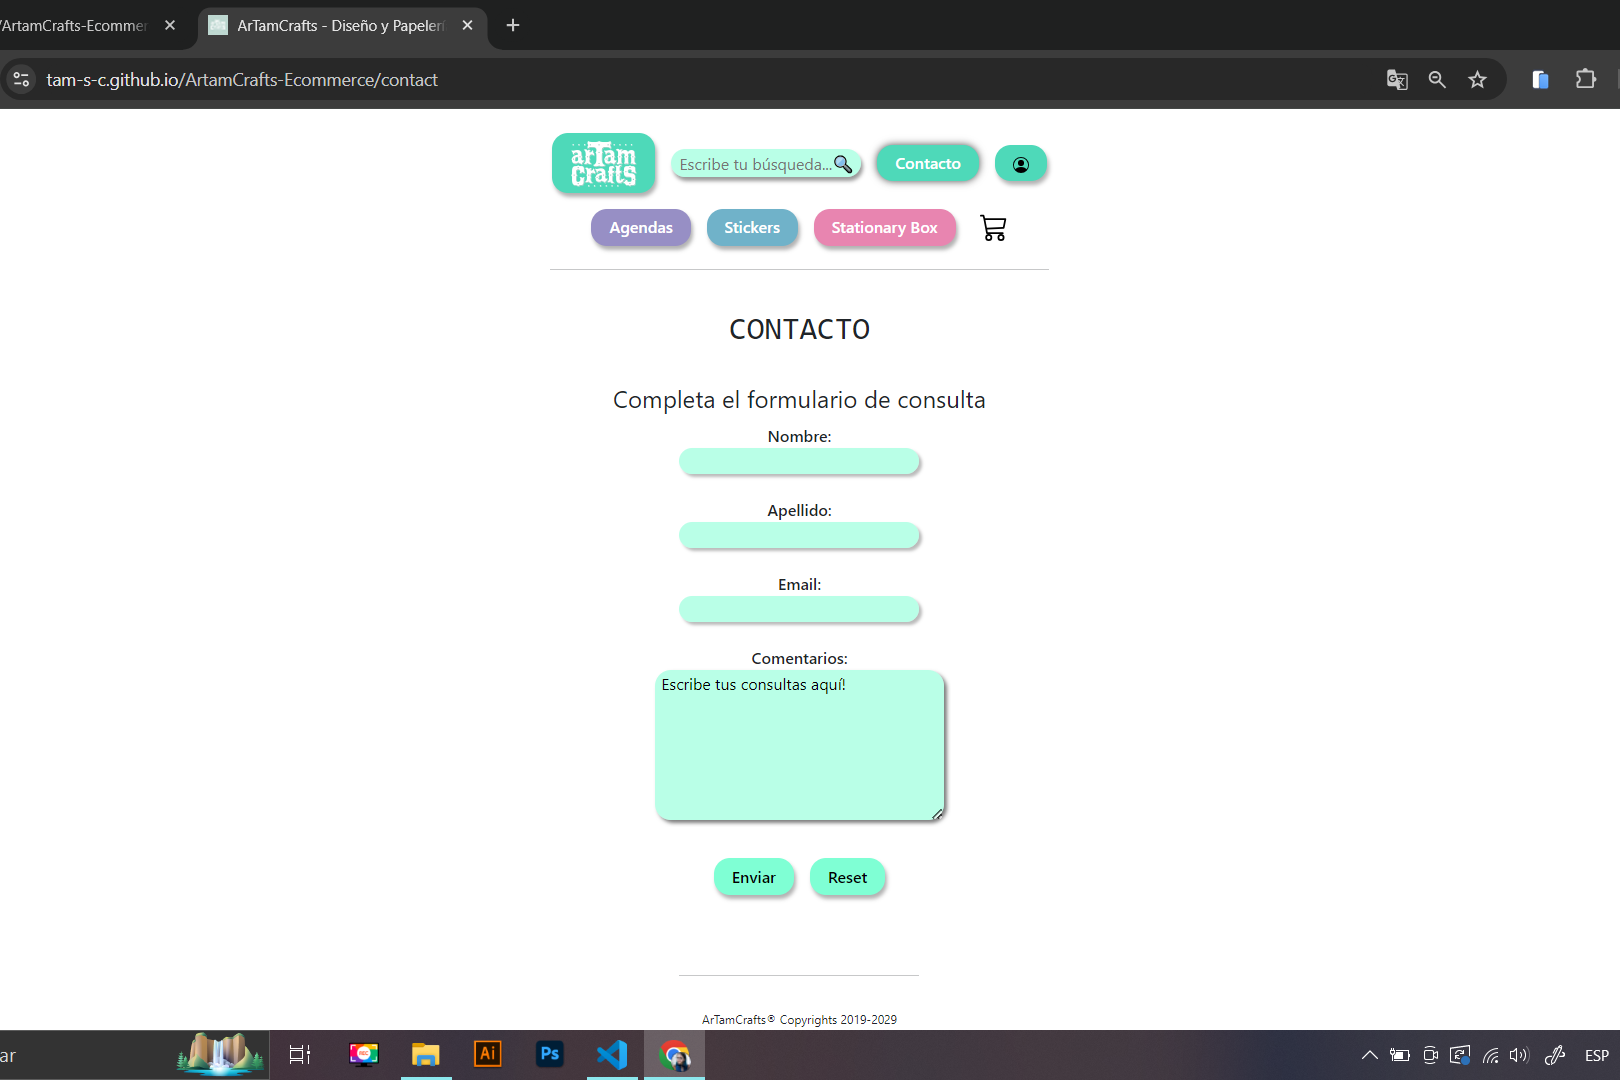 /ArtamCrafts-Ecommer
ArTamCrafts - Diseño y Papelerí
tam-s-c.github.io/ArtamCrafts-Ecommerce/contact
arTam
Crafts
Escribe tu búsqueda...
Contacto
Agendas
Stickers
Stationary Box
CONTACTO
Completa el formulario de consulta
Nombre:
Apellido:
Email:
Comentarios:
Escribe tus consultas aquí!
Enviar
Reset
ArTamCrafts® Copyrights 2019-2029
ar
Ai
Ps
ESP